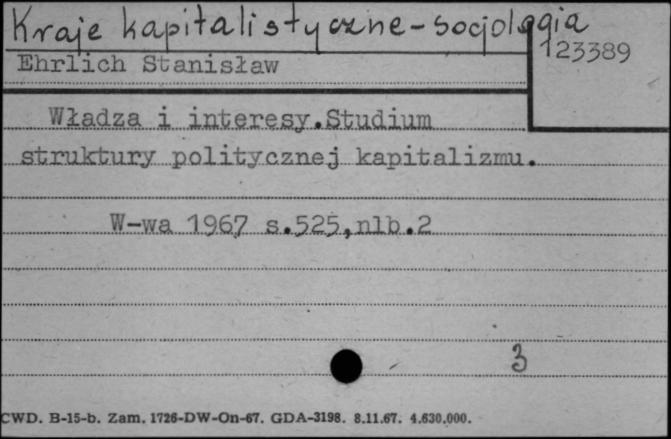 Kraje kapitalistyczne-socjologia
123389
Ehrlich Stanisław
Władza i interesy.Studium
struktury politycznej kapitalizmu.
W-wa 1967 s.525,nlb.2
3
CWD. B-15-b. Zam. 1726-DW-On-67. GDA-3198. 8.11.67. 4.630.000.